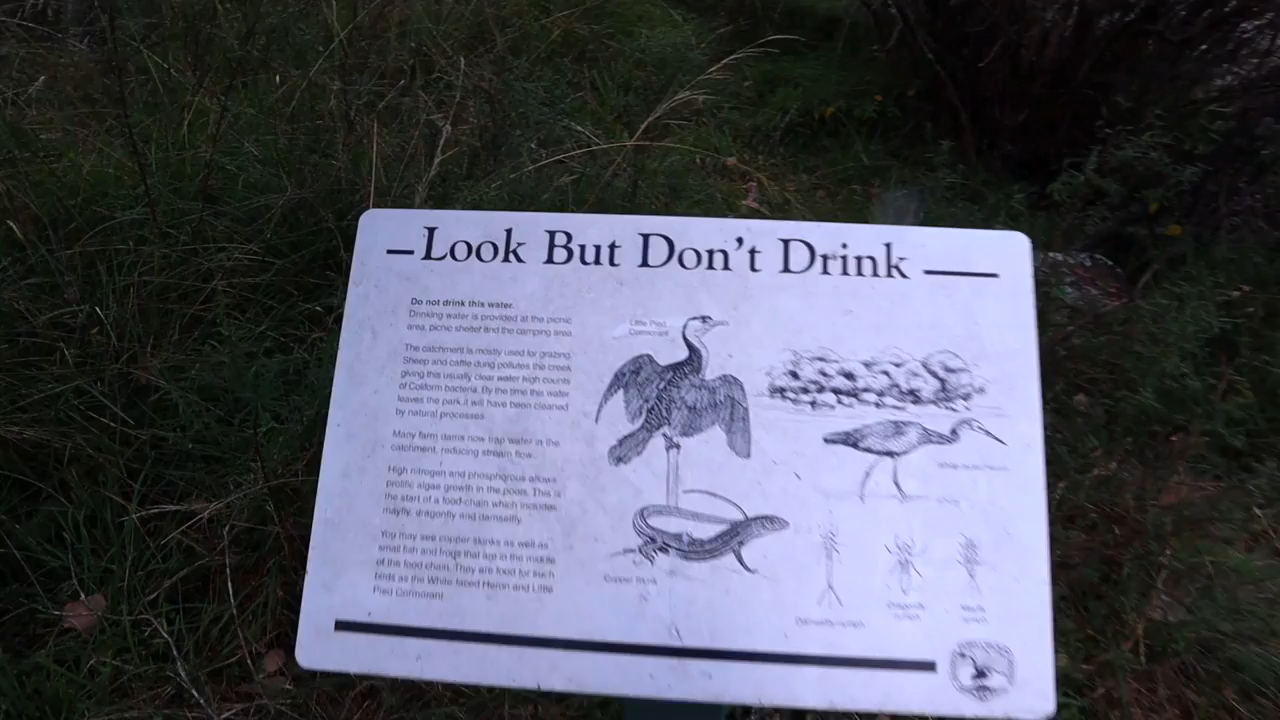 Look But Don't Drink
Do not drink this water.
Drinking water is provided at the picnic
area, picnic shelter and the camping area.
The catchment is mostly used for grazing.
Sheep and cattle dung pollutes the creek
giving this usually clear water high counts
of Coliform bacteria. By the time this water
leaves the park it will have been cleaned
by natural processes.
Many farm dams now trap water in the
catchment, reducing stream flow.
High nitrogen and phosphorous allows
prolific algae growth in the pools. This is
the start of a food chain which includes
mayfly, dragonfly and damselfly.
You may see copper skinks as well as
small fish and frogs that are in the middle
of the food chain. They are food for such
birds as the White faced Heron and Little
Pied Cormorant
Little Pied
Cormorant
Copper Skink
Damselfly nymph
Dragonfly
nymph
Mayfly
nymph